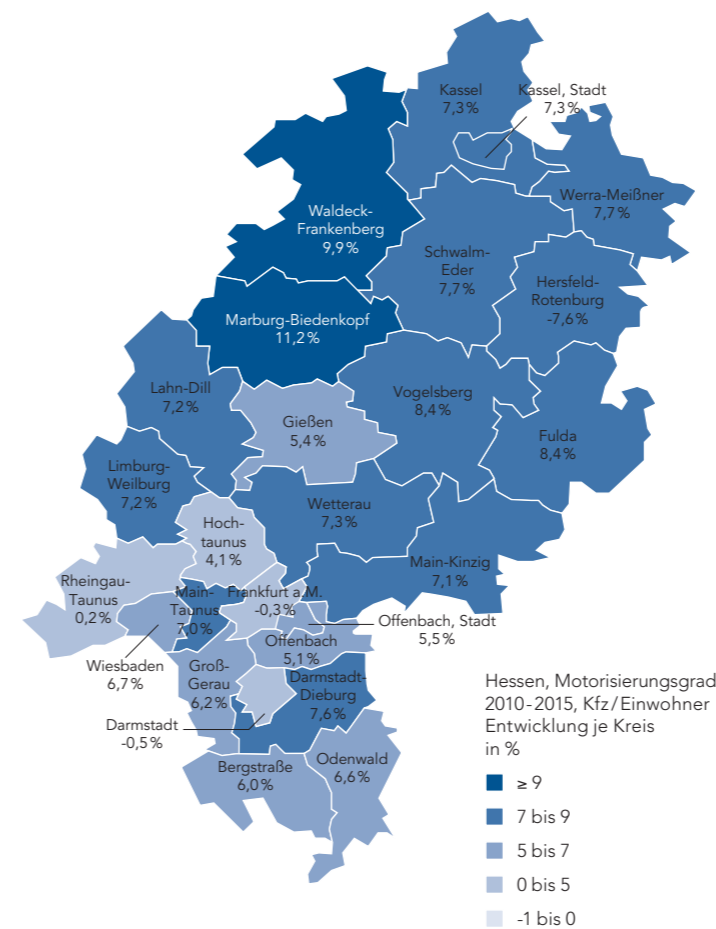 Kassel
7,3 %
Kassel, Stadt
7,3 %
Werra-Meißner
7,7 %
Waldeck-
Frankenberg
9,9 %
Schwalm-
Eder
7,7 %
Hersfeld-
Rotenburg
-7,6 %
Marburg-Biedenkopf
11,2 %
Lahn-Dill
7,2 %
Vogelsberg
8,4 %
Gießen
5,4 %
Fulda
8,4 %
Limburg-
Weilburg
7,2 %
Wetterau
7,3 %
Hoch-
taunus
4,1 %
Main-Kinzig
7,1 %
Rheingau-
Taunus
0,2 %
Main-
Taunus
7,0 %
Frankfurt a.M.
-0,3 %
Offenbach, Stadt
5,5 %
Offenbach
5,1 %
Wiesbaden
6,7 %
Groß-
Gerau
6,2 %
Darmstadt-
Dieburg
7,6 %
Darmstadt
-0,5 %
Bergstraße
6,0 %
Odenwald
6,6 %
Hessen, Motorisierungsgrad
2010-2015, Kfz/Einwohner
Entwicklung je Kreis
in %
≥ 9
7 bis 9
5 bis 7
0 bis 5
-1 bis 0